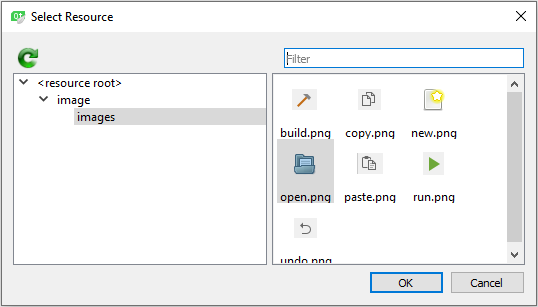 Select Resource
Filter
<resource root>
image
images
build.png copy.png new.png
open.png paste.png run.png
undo.png
OK Cancel